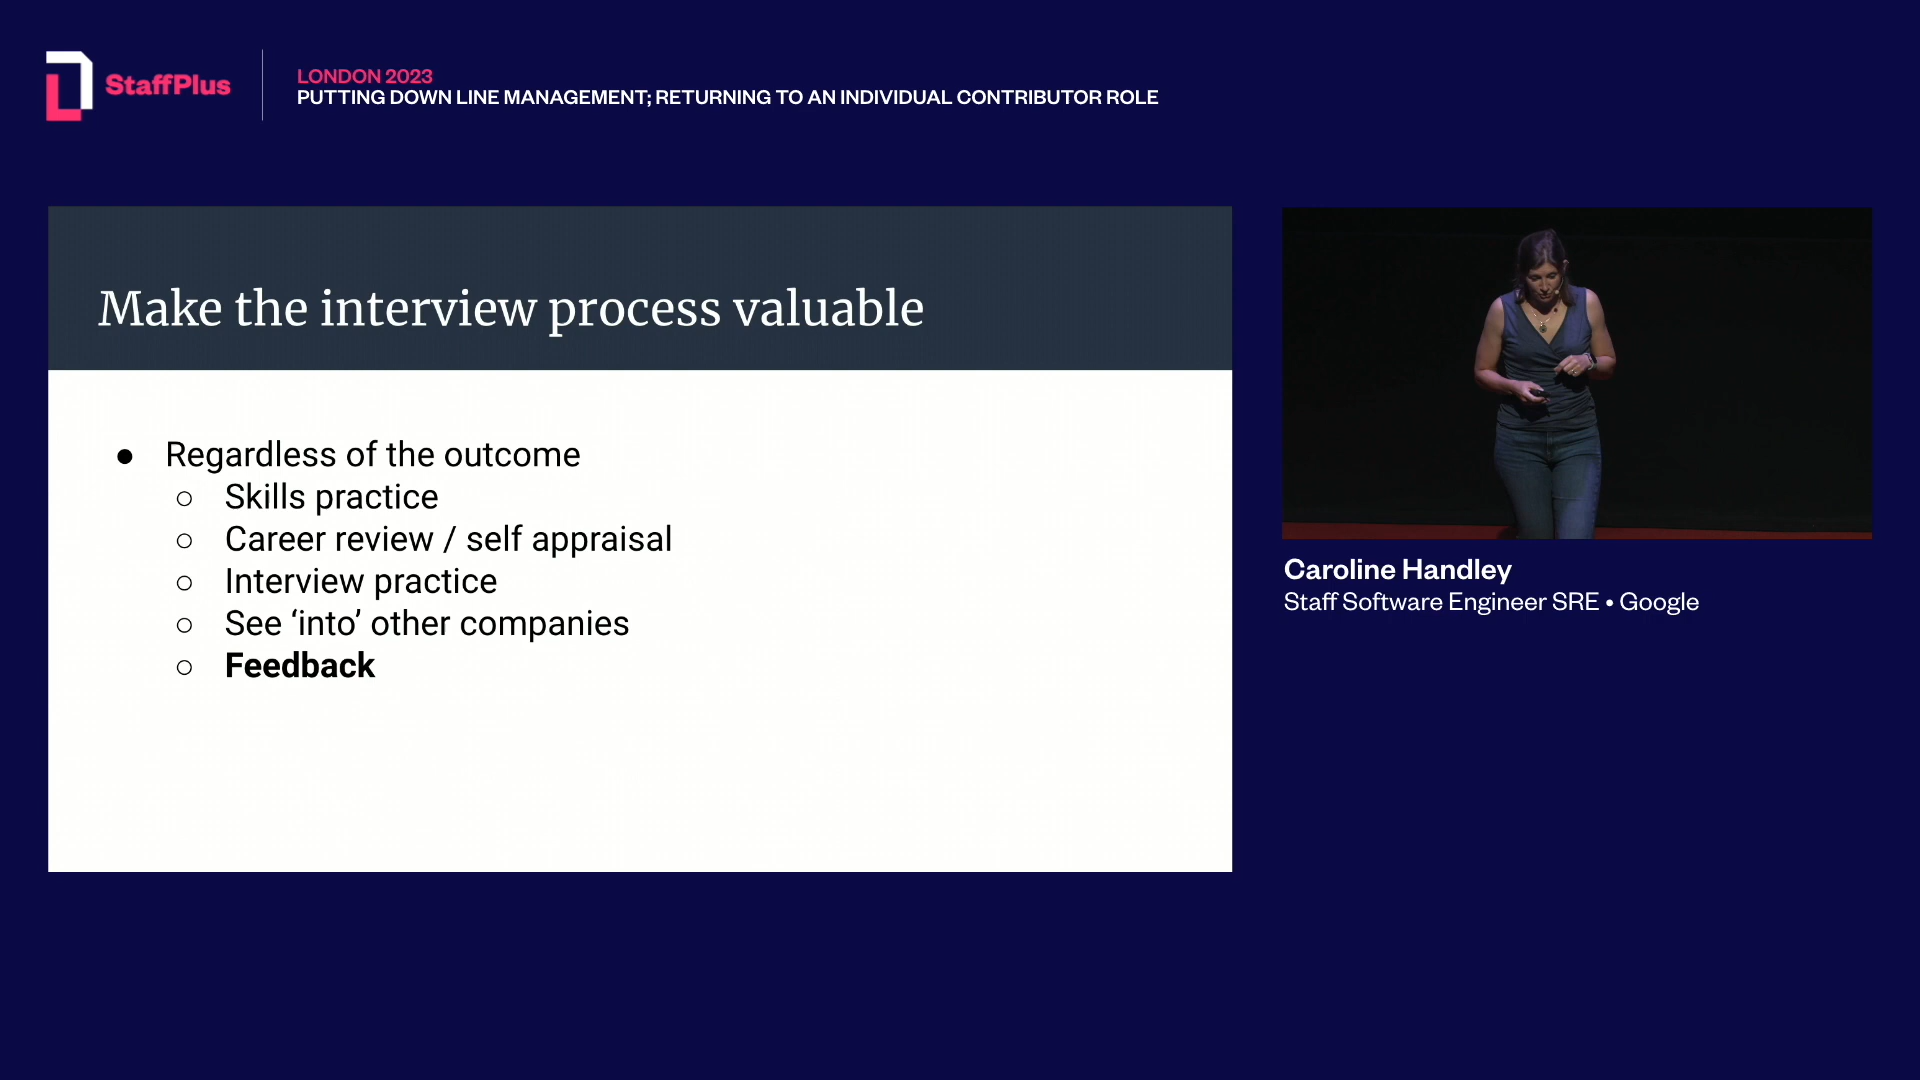 StaffPlus
LONDON 2023
PUTTING DOWN LINE MANAGEMENT; RETURNING TO AN INDIVIDUAL CONTRIBUTOR ROLE
Make the interview process valuable
● Regardless of the outcome
○ Skills practice
○ Career review / self appraisal
○ Interview practice
○ See ‘into’ other companies
○ Feedback
Caroline Handley
Staff Software Engineer SRE • Google